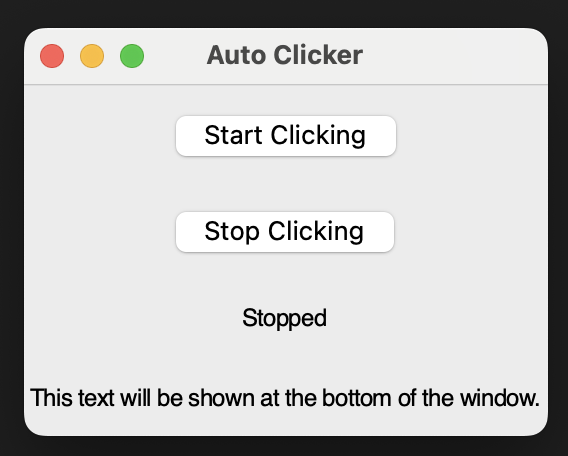 Auto Clicker
Start Clicking
Stop Clicking
Stopped
This text will be shown at the bottom of the window.